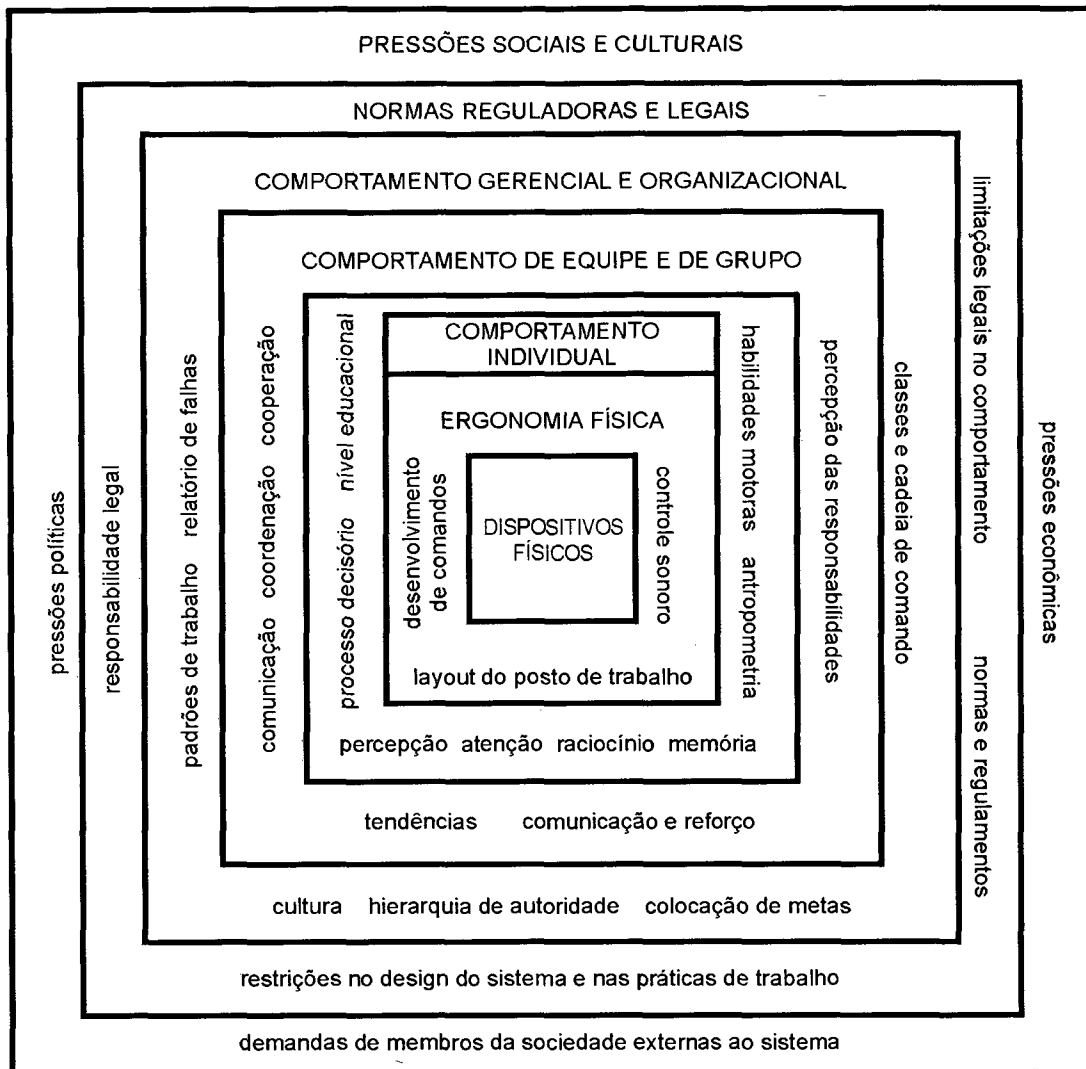 PRESSÕES SOCIAIS E CULTURAIS
NORMAS REGULADORAS E LEGAIS
COMPORTAMENTO GERENCIAL E ORGANIZACIONAL
COMPORTAMENTO DE EQUIPE E DE GRUPO
COMPORTAMENTO
INDIVIDUAL
ERGONOMIA FÍSICA
DISPOSITIVOS
FÍSICOS
desenvolvimento
de comandos
controle sonoro
layout do posto de trabalho
processo decisório nível educacional
habilidades motoras antropometria
percepção atenção raciocínio memória
comunicação coordenação cooperação
percepção das responsabilidades
tendências comunicação e reforço
padrões de trabalho relatório de falhas
classes e cadeia de comando
cultura hierarquia de autoridade colocação de metas
responsabilidade legal
limitações legais no comportamento normas e regulamentos
restrições no design do sistema e nas práticas de trabalho
pressões políticas
pressões econômicas
demandas de membros da sociedade externas ao sistema